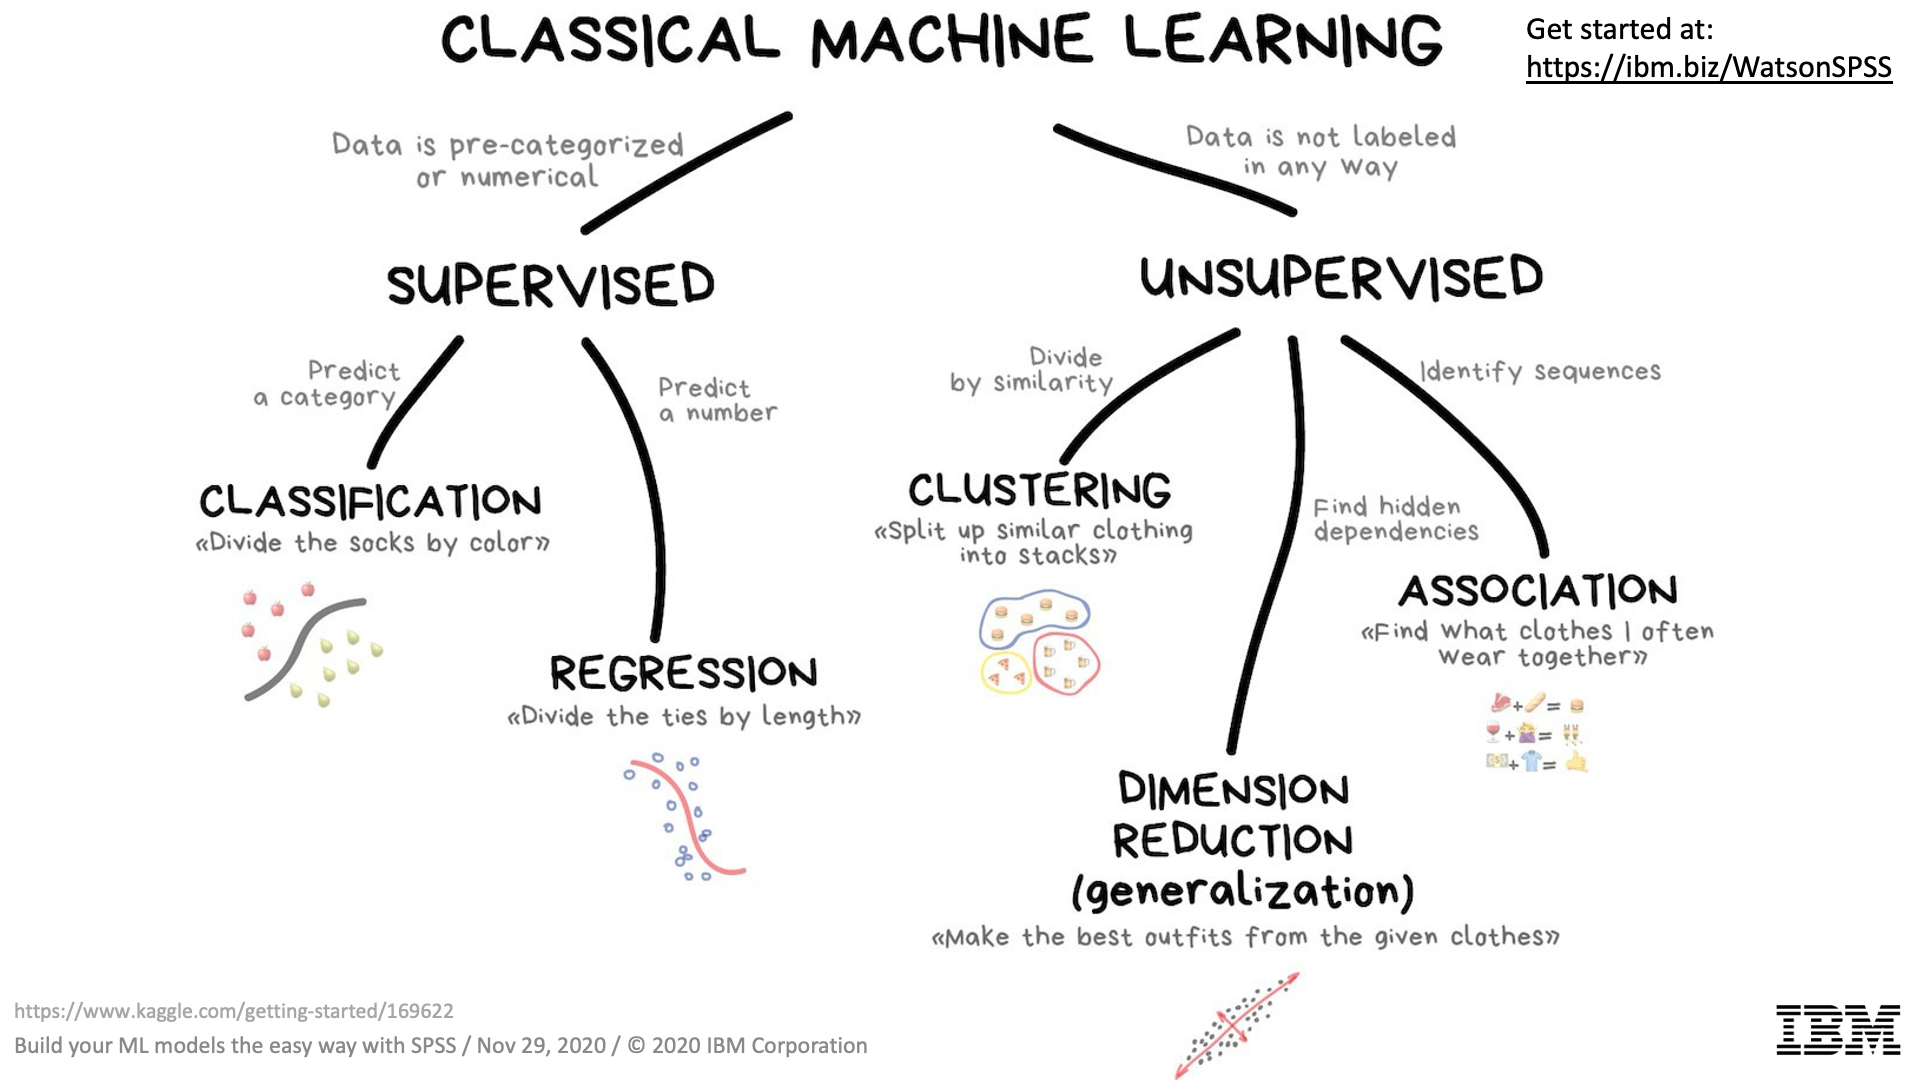 CLASSICAL MACHINE LEARNING
Get started at:
https://ibm.biz/WatsonSPSS
Data is pre-categorized
or numerical
Data is not labeled
in any way
SUPERVISED
UNSUPERVISED
Predict
a category
Predict
a number
Divide
by similarity
Identify sequences
CLASSIFICATION
«Divide the socks by color»
CLUSTERING
«Split up similar clothing
into stacks»
Find hidden
dependencies
ASSOCIATION
«Find what clothes I often
wear together»
REGRESSION
«Divide the ties by length»
DIMENSION
REDUCTION
(generalization)
«Make the best outfits from the given clothes»
https://www.kaggle.com/getting-started/169622
Build your ML models the easy way with SPSS / Nov 29, 2020 / © 2020 IBM Corporation
IBM